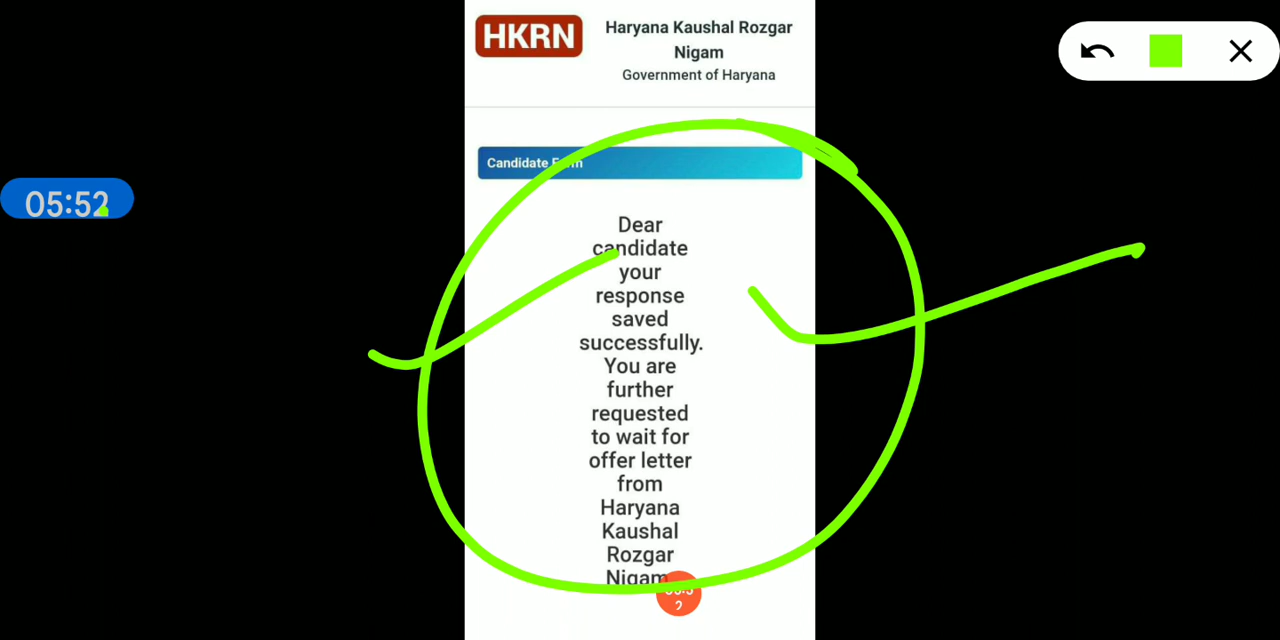 HKRN
Haryana Kaushal Rozgar
Nigam
Government of Haryana
Candidate Form
05:52
Dear
candidate
your
response
saved
successfully.
You are
further
requested
to wait for
offer letter
from
Haryana
Kaushal
Rozgar
Nigam